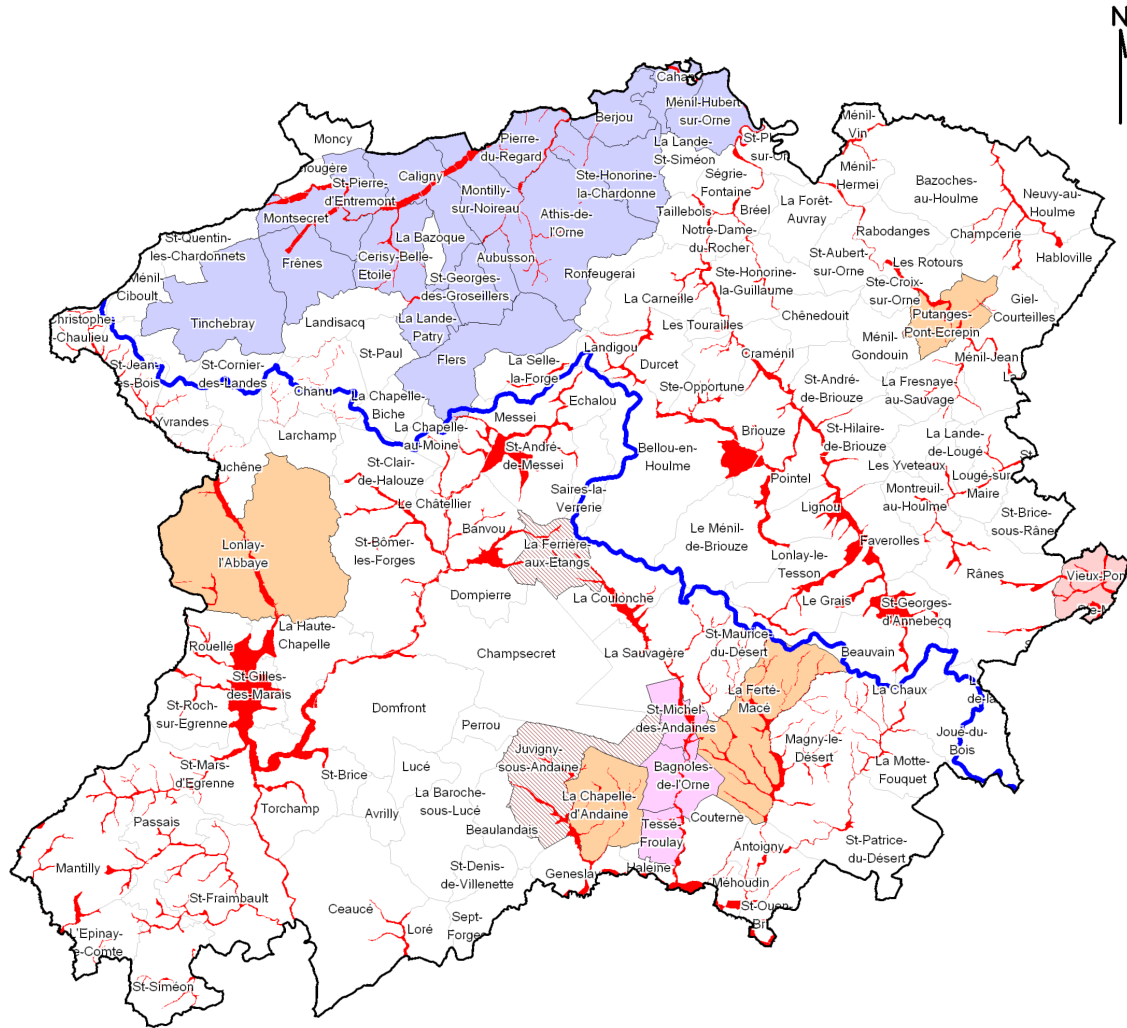 N
Cahan
Ménil-Hubert-
sur-Orne
Berjou
Moncy
Pierre-
du-Regard
La Lande-
St-Siméon
Ménil-
Vin
Ménil-
Hermei
Caligny
St-Pierre-
d'Entremont
Montsecret
Montilly-
sur-Noireau
Ste-Honorine-
la-Chardonne
Ségrie-
Fontaine
Taillebois
Bréel
La Forêt-
Auvray
Bazoches-
au-Houlme
Neuvy-au-
Houlme
Athis-de-
l'Orne
Notre-Dame-
du-Rocher
Rabodanges
Champcerie
Habloville
St-Quentin-
les-Chardonnets
La Bazoque
Frênes
Cerisy-Belle-
Etoile
Aubusson
St-Georges-
des-Groseillers
Ronfeugerai
Ste-Honorine-
la-Guillaume
St-Aubert-
sur-Orne
Les Rotours
Ste-Croix-
sur-Orne
Ménil-
Ciboult
Tinchebray
Landisacq
La Lande-
Patry
La Carneille
Les Tourailles
Chênedouit
Putanges-
Pont-Ecrepin
Giel-
Courteilles
Christophe-
Chaulieu
St-Jean-
St-Cornier-
des-Landes
Chanu
St-Paul
Flers
La Selle-
la-Forge
Landigou
Durcet
Craménil
Ménil-
Gondouin
Ménil-Jean
Yvrandes
La Chapelle-
Biche
Echalou
Ste-Opportune
St-André-
de-Briouze
La Fresnaye-
au-Sauvage
Larchamp
La Chapelle-
au-Moine
Messei
St-André-
de-Messei
Bellou-en-
Houlme
Briouze
St-Hilaire-
de-Briouze
La Lande-
de-Lougé
St-Clair-
de-Halouze
Pointel
Les Yveteaux
Lougé-sur-
Maire
Le Châtellier
Saires-la-
Verrerie
Montreuil-
au-Houlme
Lignou
St-Brice-
sous-Rânes
Lonlay-
l'Abbaye
St-Bômer-
les-Forges
Banvou
La Ferrière-
aux-Etangs
Le Ménil-
de-Briouze
Lonlay-le-
Tesson
Faverolles
Rânes
Dompierre
La Coulonche
Le Grais
St-Georges-
d'Annebecq
Rouellé
La Haute-
Chapelle
Champsecret
La Sauvagère
St-Maurice-
du-Désert
Beauvain
St-Gilles-
des-Marais
St-Roch-
sur-Egrenne
Domfront
Perrou
St-Michel-
des-Andaines
La Ferté-
Macé
La Chaux
Joué-du-
Bois
St-Mars-
d'Egrenne
St-Brice
Lucé
Juvigny-
sous-Andaine
Bagnoles-
de-l'Orne
Magny-le-
Désert
La Motte-
Fouquet
Torchamp
Avrilly
La Baroche-
sous-Lucé
La Chapelle-
d'Andaine
Passais
Beaulandais
Tessé-
Froulay
Couterne
Antoigny
St-Patrice-
du-Désert
Mantilly
St-Denis-
de-Villenette
Geneslay
Haleine
Méhoudin
St-Fraimbault
Ceaucé
Loré
Sept-
Forges
St-Ouen-
L'Epinay-
le-Comte
St-Siméon